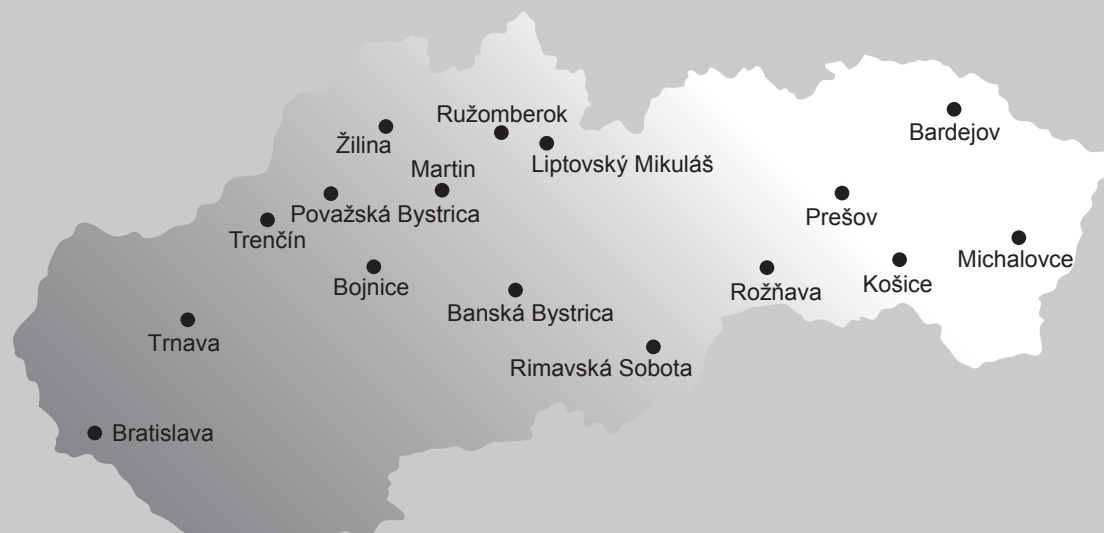 Ružomberok
Bardejov
Žilina
Liptovský Mikuláš
Martin
Považská Bystrica
Prešov
Trenčín
Michalovce
Bojnice
Košice
Rožňava
Banská Bystrica
Trnava
Rimavská Sobota
Bratislava